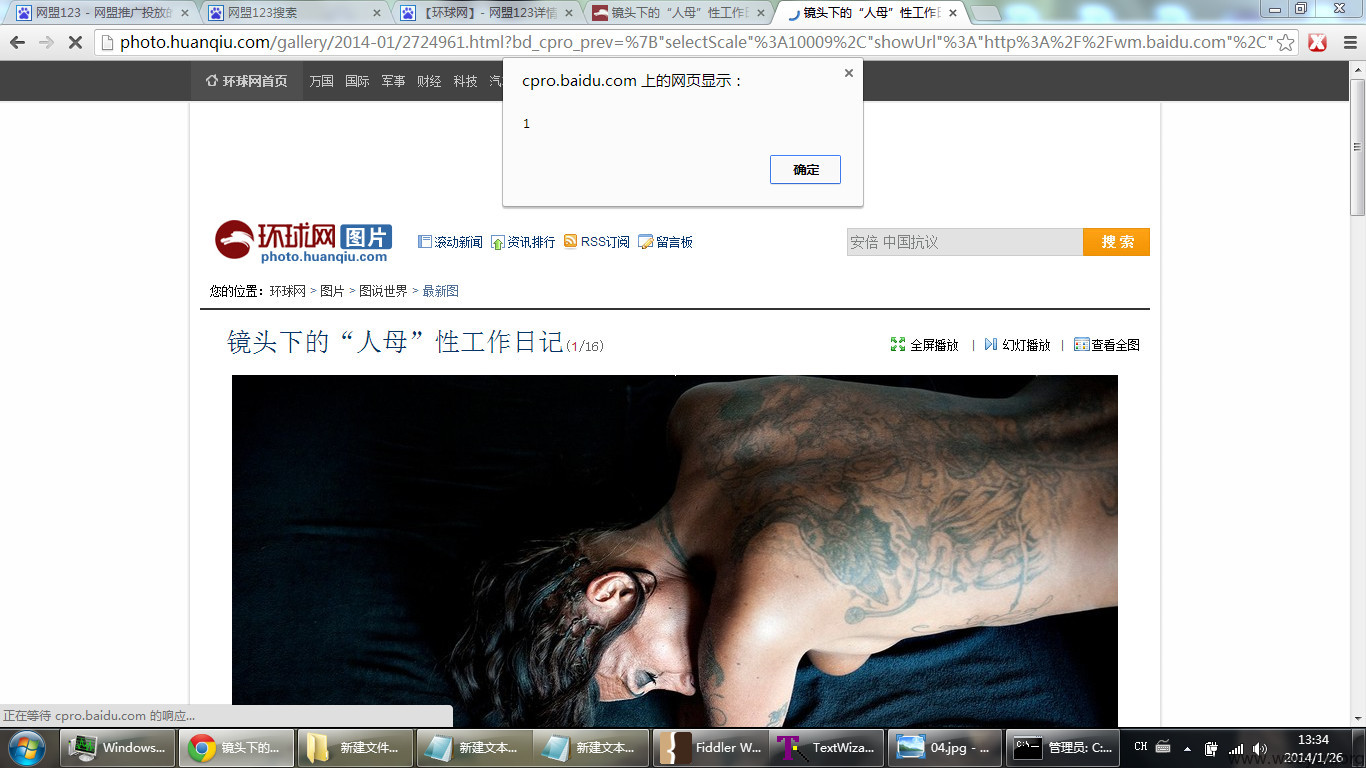 网盟123 - 网盟推广投放的
网盟123搜索
【环球网】- 网盟123详情
镜头下的“人母”性工作日
镜头下的“人母”性工作日
photo.huanqiu.com/gallery/2014-01/2724961.html?bd_cpro_prev=%7B"selectScale"%3A10009%2C"showUrl"%3A"http%3A%2F%2Fwm.baidu.com"%2C"
环球网首页 万国 国际 军事 财经 科技 汽
cpro.baidu.com 上的网页显示：
1
确定
环球网 图片
photo.huanqiu.com
滚动新闻 资讯排行 RSS订阅 留言板
安倍 中国抗议 搜 索
您的位置：环球网 > 图片 > 图说世界 > 最新图
镜头下的“人母”性工作日记(1/16)
全屏播放 | 幻灯播放 | 查看全图
正在等待 cpro.baidu.com 的响应...
Windows... 镜头下的... 新建文件... 新建文本... 新建文本... Fiddler W... TextWiza... 04.jpg - ... 管理员: C:... CH
13:34
2014/1/26